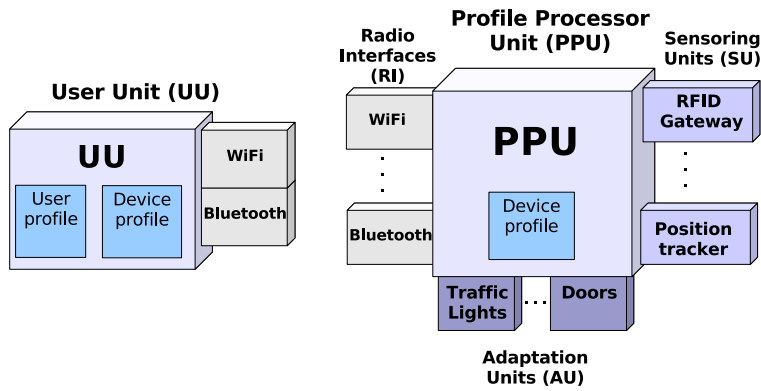 User Unit (UU)
UU
User
profile
Device
profile
WiFi
Bluetooth
Radio
Interfaces
(RI)
Profile Processor
Unit (PPU)
Sensoring
Units (SU)
WiFi
. . .
Bluetooth
PPU
Device
profile
RFID
Gateway
. . .
Position
tracker
Traffic
Lights
...
Doors
Adaptation
Units (AU)